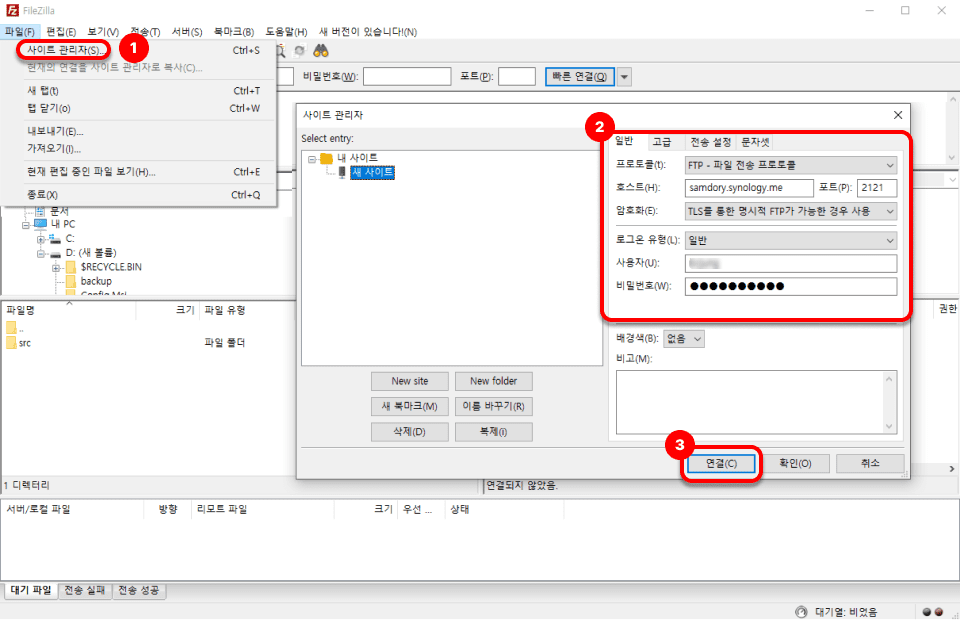 FileZilla
파일(F) 편집(E) 보기(V) 전송(T) 서버(S) 북마크(B) 도움말(H) 새 버전이 있습니다!(N)
사이트 관리자(S)... Ctrl+S
1
현재의 연결을 사이트 관리자로 복사(C)...
새 탭(t) Ctrl+T
탭 닫기(o) Ctrl+W
내보내기(E)...
가져오기(I)...
현재 편집 중인 파일 보기(H)... Ctrl+E
종료(X) Ctrl+Q
비밀번호(W): 포트(P): 빠른 연결(Q)
문서
내 PC
C:
D: (새 볼륨)
$RECYCLE.BIN
backup
Config.Msi
파일명 크기 파일 유형
..
src 파일 폴더
1 디렉터리
사이트 관리자
Select entry:
내 사이트
새 사이트
New site New folder
새 북마크(M) 이름 바꾸기(R)
삭제(D) 복제(I)
2
일반 고급 전송 설정 문자셋
프로토콜(t): FTP - 파일 전송 프로토콜
호스트(H): samdory.synology.me 포트(P): 2121
암호화(E): TLS를 통한 명시적 FTP가 가능한 경우 사용
로그온 유형(L): 일반
사용자(U):
비밀번호(W): ●●●●●●●●●●
배경색(B): 없음
비고(M):
3
연결(C) 확인(O) 취소
권한
연결되지 않았음.
서버/로컬 파일 방향 리모트 파일 크기 우선 ... 상태
대기 파일 전송 실패 전송 성공
대기열: 비었음